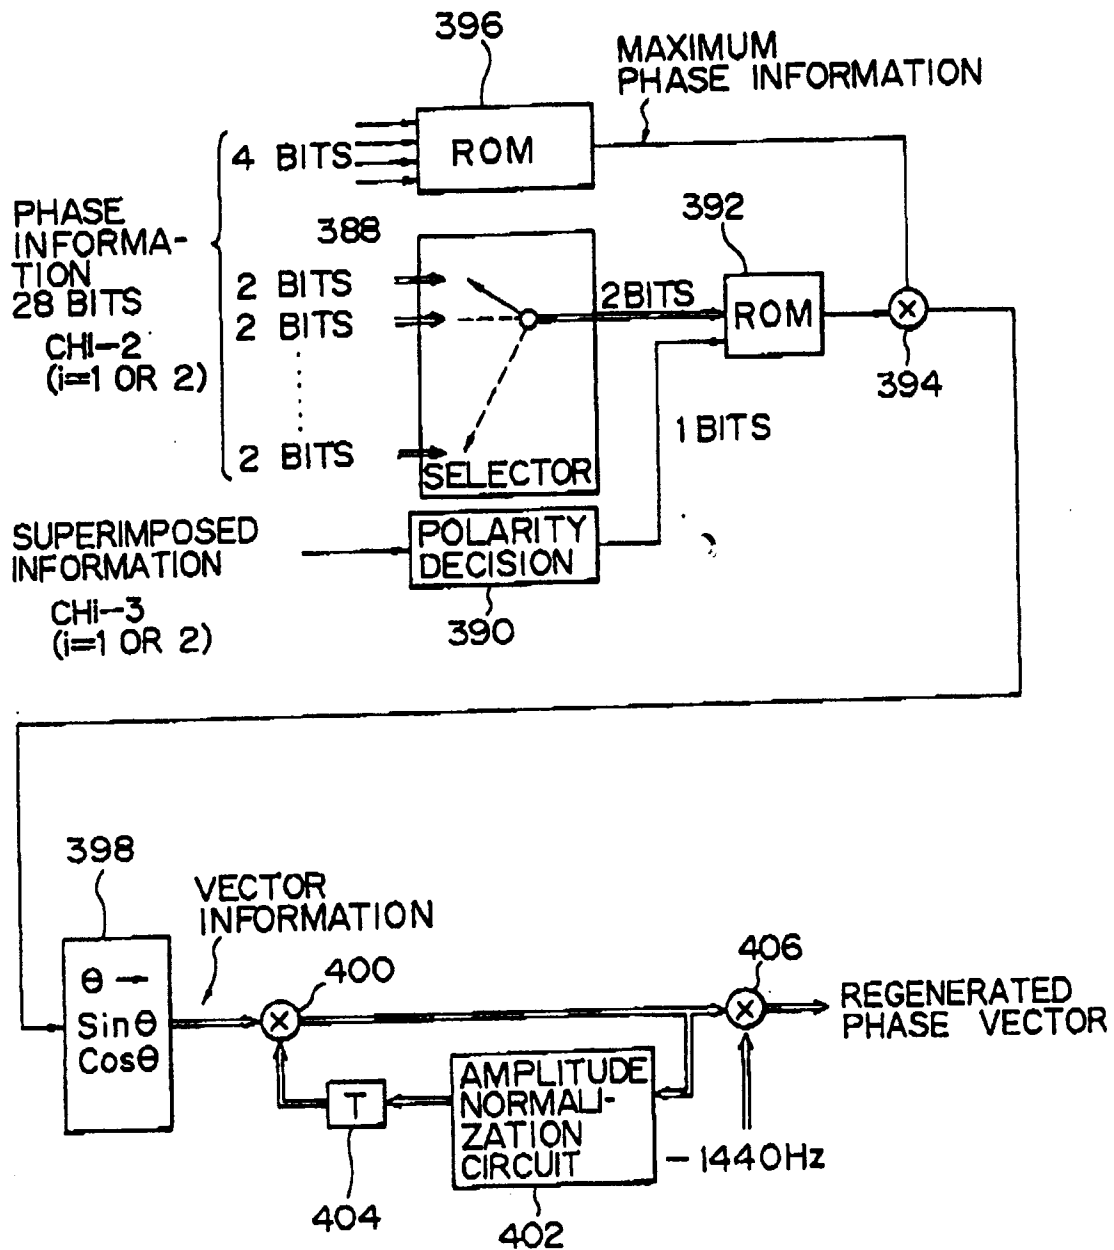 396
MAXIMUM
PHASE INFORMATION
4 BITS
ROM
PHASE
INFORMA-
TION
28 BITS
CHi-2
(i=1 OR 2)
388
392
2 BITS
2 BITS
2 BITS
SELECTOR
2BITS
ROM
394
1 BITS
SUPERIMPOSED
INFORMATION
CHi-3
(i=1 OR 2)
POLARITY
DECISION
390
398
VECTOR
INFORMATION
θ →
Sinθ
Cosθ
400
406
REGENERATED
PHASE VECTOR
T
404
AMPLITUDE
NORMALI-
ZATION
CIRCUIT
402
-1440Hz